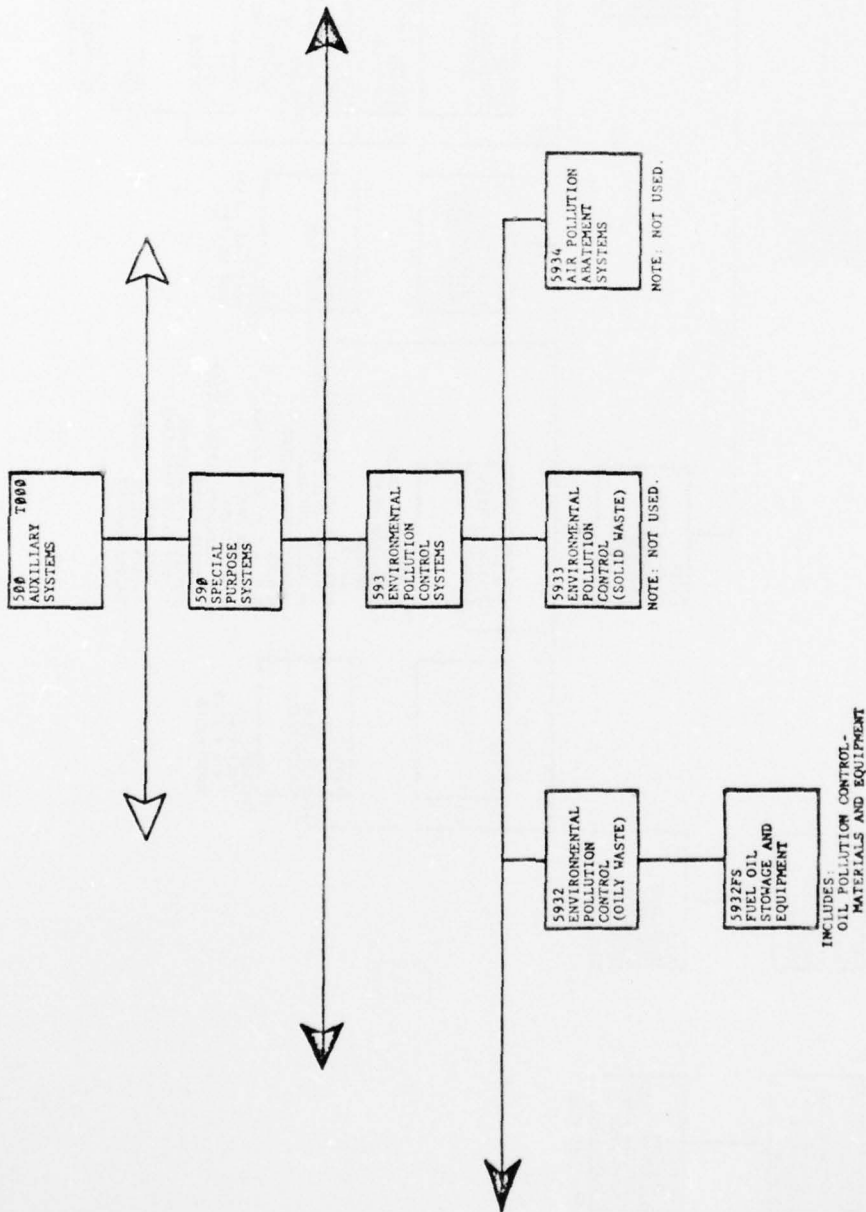 500 T000
AUXILIARY
SYSTEMS
590
SPECIAL
PURPOSE
SYSTEMS
593
ENVIRONMENTAL
POLLUTION
CONTROL
SYSTEMS
5932
ENVIRONMENTAL
POLLUTION
CONTROL
(OILY WASTE)
5933
ENVIRONMENTAL
POLLUTION
CONTROL
(SOLID WASTE)
NOTE: NOT USED.
5934
AIR POLLUTION
ABATEMENT
SYSTEMS
NOTE: NOT USED.
5932FS
FUEL OIL
STOWAGE AND
EQUIPMENT
INCLUDES:
OIL POLLUTION CONTROL-
MATERIALS AND EQUIPMENT